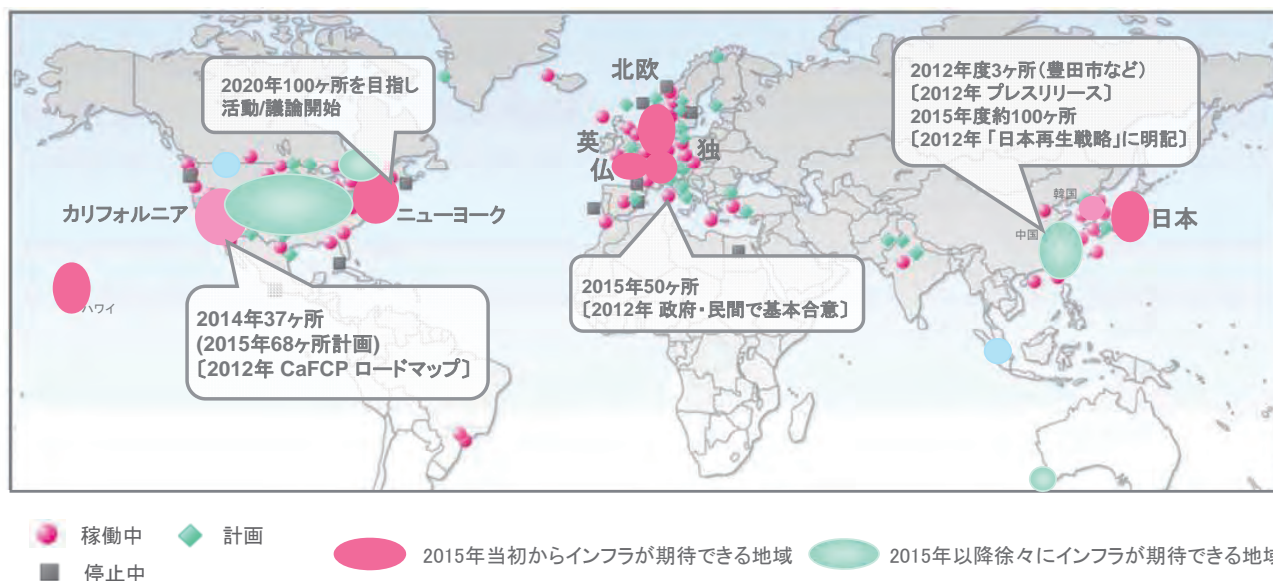 2020年100ヶ所を目指し
活動/議論開始
北欧
英
仏
独
2012年度3ヶ所（豊田市など）
〔2012年 プレスリリース〕
2015年度約100ヶ所
〔2012年 「日本再生戦略」に明記〕
カリフォルニア
ニューヨーク
韓国
中国
日本
ハワイ
2014年37ヶ所
(2015年68ヶ所計画)
〔2012年 CaFCP ロードマップ〕
2015年50ヶ所
〔2012年 政府・民間で基本合意〕
稼働中
計画
停止中
2015年当初からインフラが期待できる地域
2015年以降徐々にインフラが期待できる地域